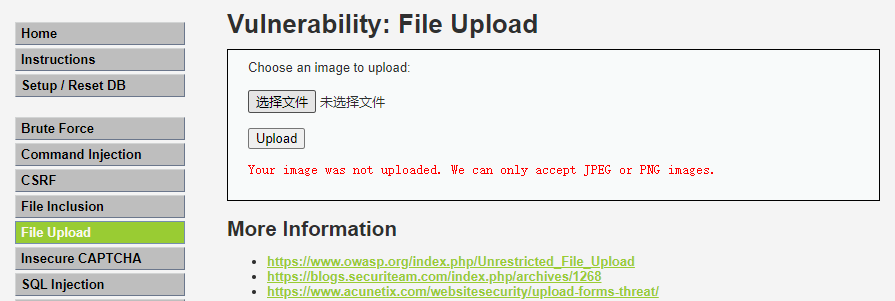 Home
Instructions
Setup / Reset DB
Brute Force
Command Injection
CSRF
File Inclusion
File Upload
Insecure CAPTCHA
SQL Injection
Vulnerability: File Upload
Choose an image to upload:
选择文件 未选择文件
Upload
Your image was not uploaded. We can only accept JPEG or PNG images.
More Information
https://www.owasp.org/index.php/Unrestricted_File_Upload
https://blogs.securiteam.com/index.php/archives/1268
https://www.acunetix.com/websitesecurity/upload-forms-threat/